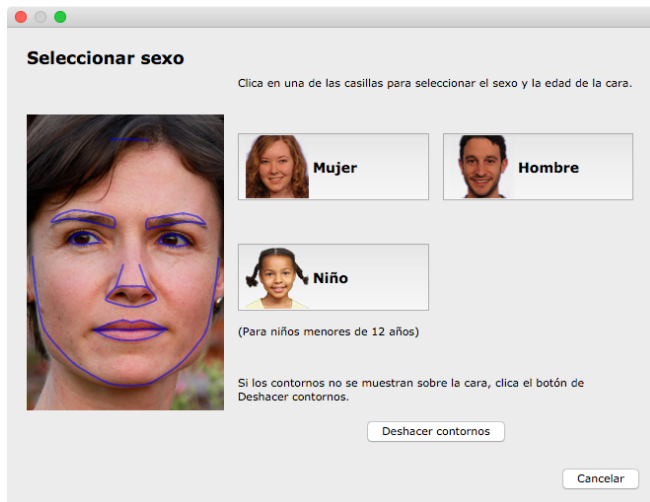 Seleccionar sexo
Clica en una de las casillas para seleccionar el sexo y la edad de la cara.
Mujer
Hombre
Niño
(Para niños menores de 12 años)
Si los contornos no se muestran sobre la cara, clica el botón de
Deshacer contornos.
Deshacer contornos
Cancelar